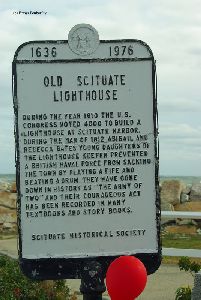 1636 1976
OLD SCITUATE
LIGHTHOUSE
DURING THE YEAR 1810 THE U.S.
CONGRESS VOTED 4000 TO BUILD A
LIGHTHOUSE AT SCITUATE HARBOR.
DURING THE WAR OF 1812 ABIGAIL AND
REBECCA BATES YOUNG DAUGHTERS OF
THE LIGHTHOUSE KEEPER PREVENTED
A BRITISH NAVAL FORCE FROM SACKING
THE TOWN BY PLAYING A FIFE AND
BEATING A DRUM. THEY HAVE GONE
DOWN IN HISTORY AS "THE ARMY OF
TWO" AND THEIR COURAGEOUS ACT
HAS BEEN RECORDED IN MANY
TEXTBOOKS AND STORY BOOKS.
SCITUATE HISTORICAL SOCIETY